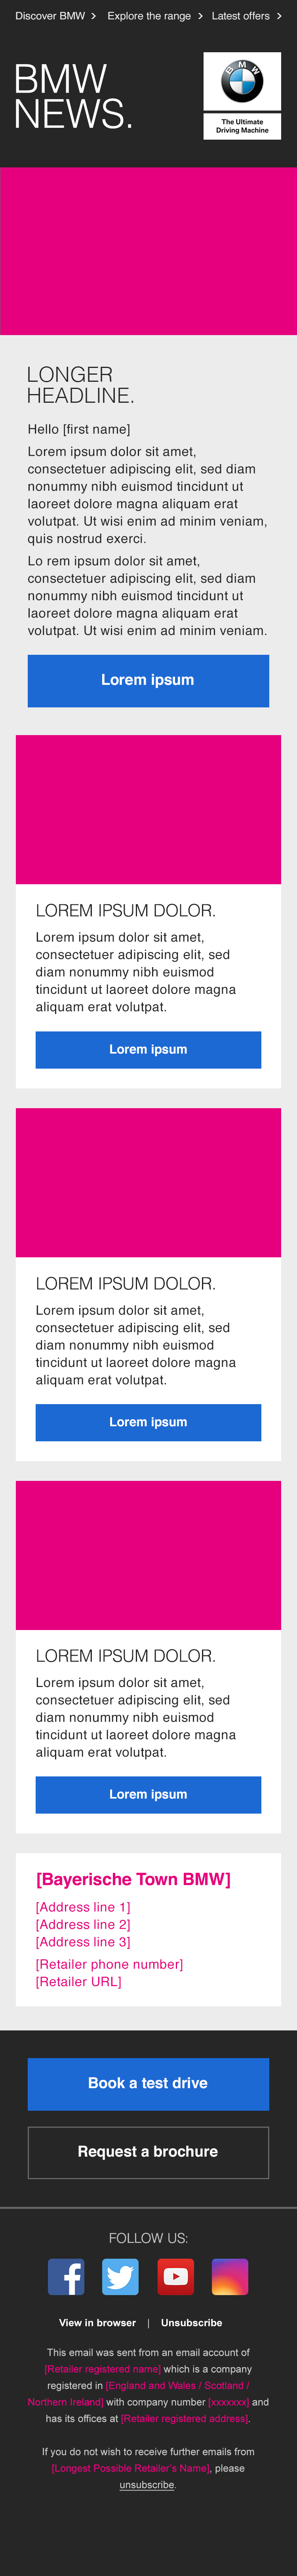 Discover BMW > Explore the range > Latest offers >
BMW
NEWS.
BMW
The Ultimate
Driving Machine
LONGER
HEADLINE.
Hello [first name]
Lorem ipsum dolor sit amet,
consectetuer adipiscing elit, sed diam
nonummy nibh euismod tincidunt ut
laoreet dolore magna aliquam erat
volutpat. Ut wisi enim ad minim veniam,
quis nostrud exerci.
Lo rem ipsum dolor sit amet,
consectetuer adipiscing elit, sed diam
nonummy nibh euismod tincidunt ut
laoreet dolore magna aliquam erat
volutpat. Ut wisi enim ad minim veniam.
Lorem ipsum
LOREM IPSUM DOLOR.
Lorem ipsum dolor sit amet,
consectetuer adipiscing elit, sed
diam nonummy nibh euismod
tincidunt ut laoreet dolore magna
aliquam erat volutpat.
Lorem ipsum
LOREM IPSUM DOLOR.
Lorem ipsum dolor sit amet,
consectetuer adipiscing elit, sed
diam nonummy nibh euismod
tincidunt ut laoreet dolore magna
aliquam erat volutpat.
Lorem ipsum
LOREM IPSUM DOLOR.
Lorem ipsum dolor sit amet,
consectetuer adipiscing elit, sed
diam nonummy nibh euismod
tincidunt ut laoreet dolore magna
aliquam erat volutpat.
Lorem ipsum
[Bayerische Town BMW]
[Address line 1]
[Address line 2]
[Address line 3]
[Retailer phone number]
[Retailer URL]
Book a test drive
Request a brochure
FOLLOW US:
View in browser | Unsubscribe
This email was sent from an email account of
[Retailer registered name] which is a company
registered in [England and Wales / Scotland /
Northern Ireland] with company number [xxxxxxx] and
has its offices at [Retailer registered address].
If you do not wish to receive further emails from
[Longest Possible Retailer's Name], please
unsubscribe.